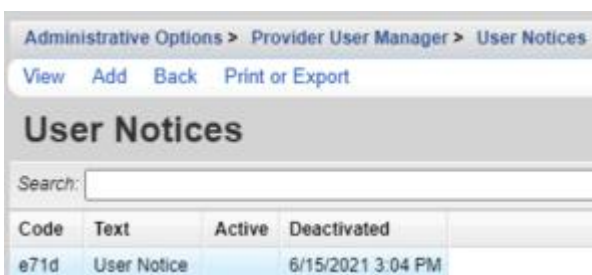 Administrative Options > Provider User Manager > User Notices
View Add Back Print or Export
User Notices
Search:
Code Text Active Deactivated
e71d User Notice 6/15/2021 3:04 PM